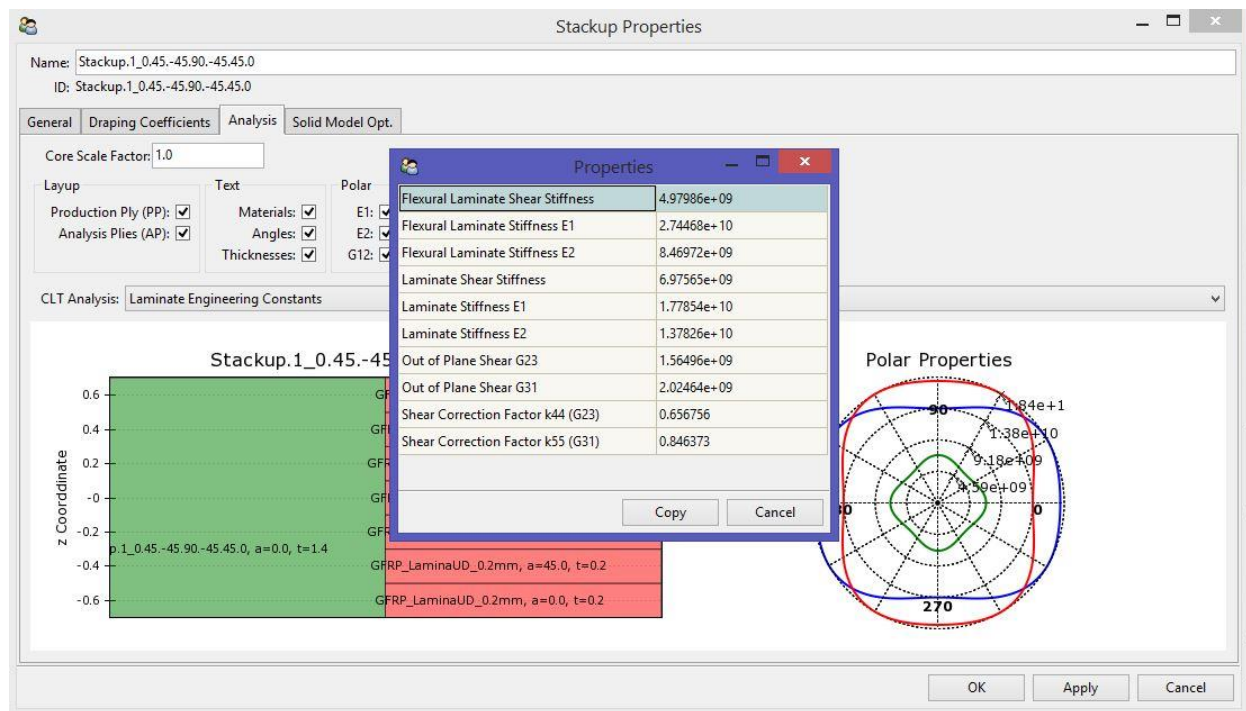 Stackup Properties
Name: Stackup.1_0.45.-45.90.-45.45.0
ID: Stackup.1_0.45.-45.90.-45.45.0
General Draping Coefficients Analysis Solid Model Opt.
Core Scale Factor: 1.0
Layup Text Polar
Production Ply (PP): Materials: E1:
Analysis Plies (AP): Angles: E2:
Thicknesses: G12:
CLT Analysis: Laminate Engineering Constants
Properties
Flexural Laminate Shear Stiffness 4.97986e+09
Flexural Laminate Stiffness E1 2.74468e+10
Flexural Laminate Stiffness E2 8.46972e+09
Laminate Shear Stiffness 6.97565e+09
Laminate Stiffness E1 1.77854e+10
Laminate Stiffness E2 1.37826e+10
Out of Plane Shear G23 1.56496e+09
Out of Plane Shear G31 2.02464e+09
Shear Correction Factor k44 (G23) 0.656756
Shear Correction Factor k55 (G31) 0.846373
Copy Cancel
Stackup.1_0.45.-45
z Coorddinate
0.6
0.4
0.2
-0
-0.2
-0.4
-0.6
p.1_0.45.-45.90.-45.45.0, a=0.0, t=1.4
GFRP_LaminaUD_0.2mm, a=45.0, t=0.2
GFRP_LaminaUD_0.2mm, a=0.0, t=0.2
Polar Properties
90
1.84e+1
1.38e+10
9.18e+09
4.59e+09
0
270
OK Apply Cancel